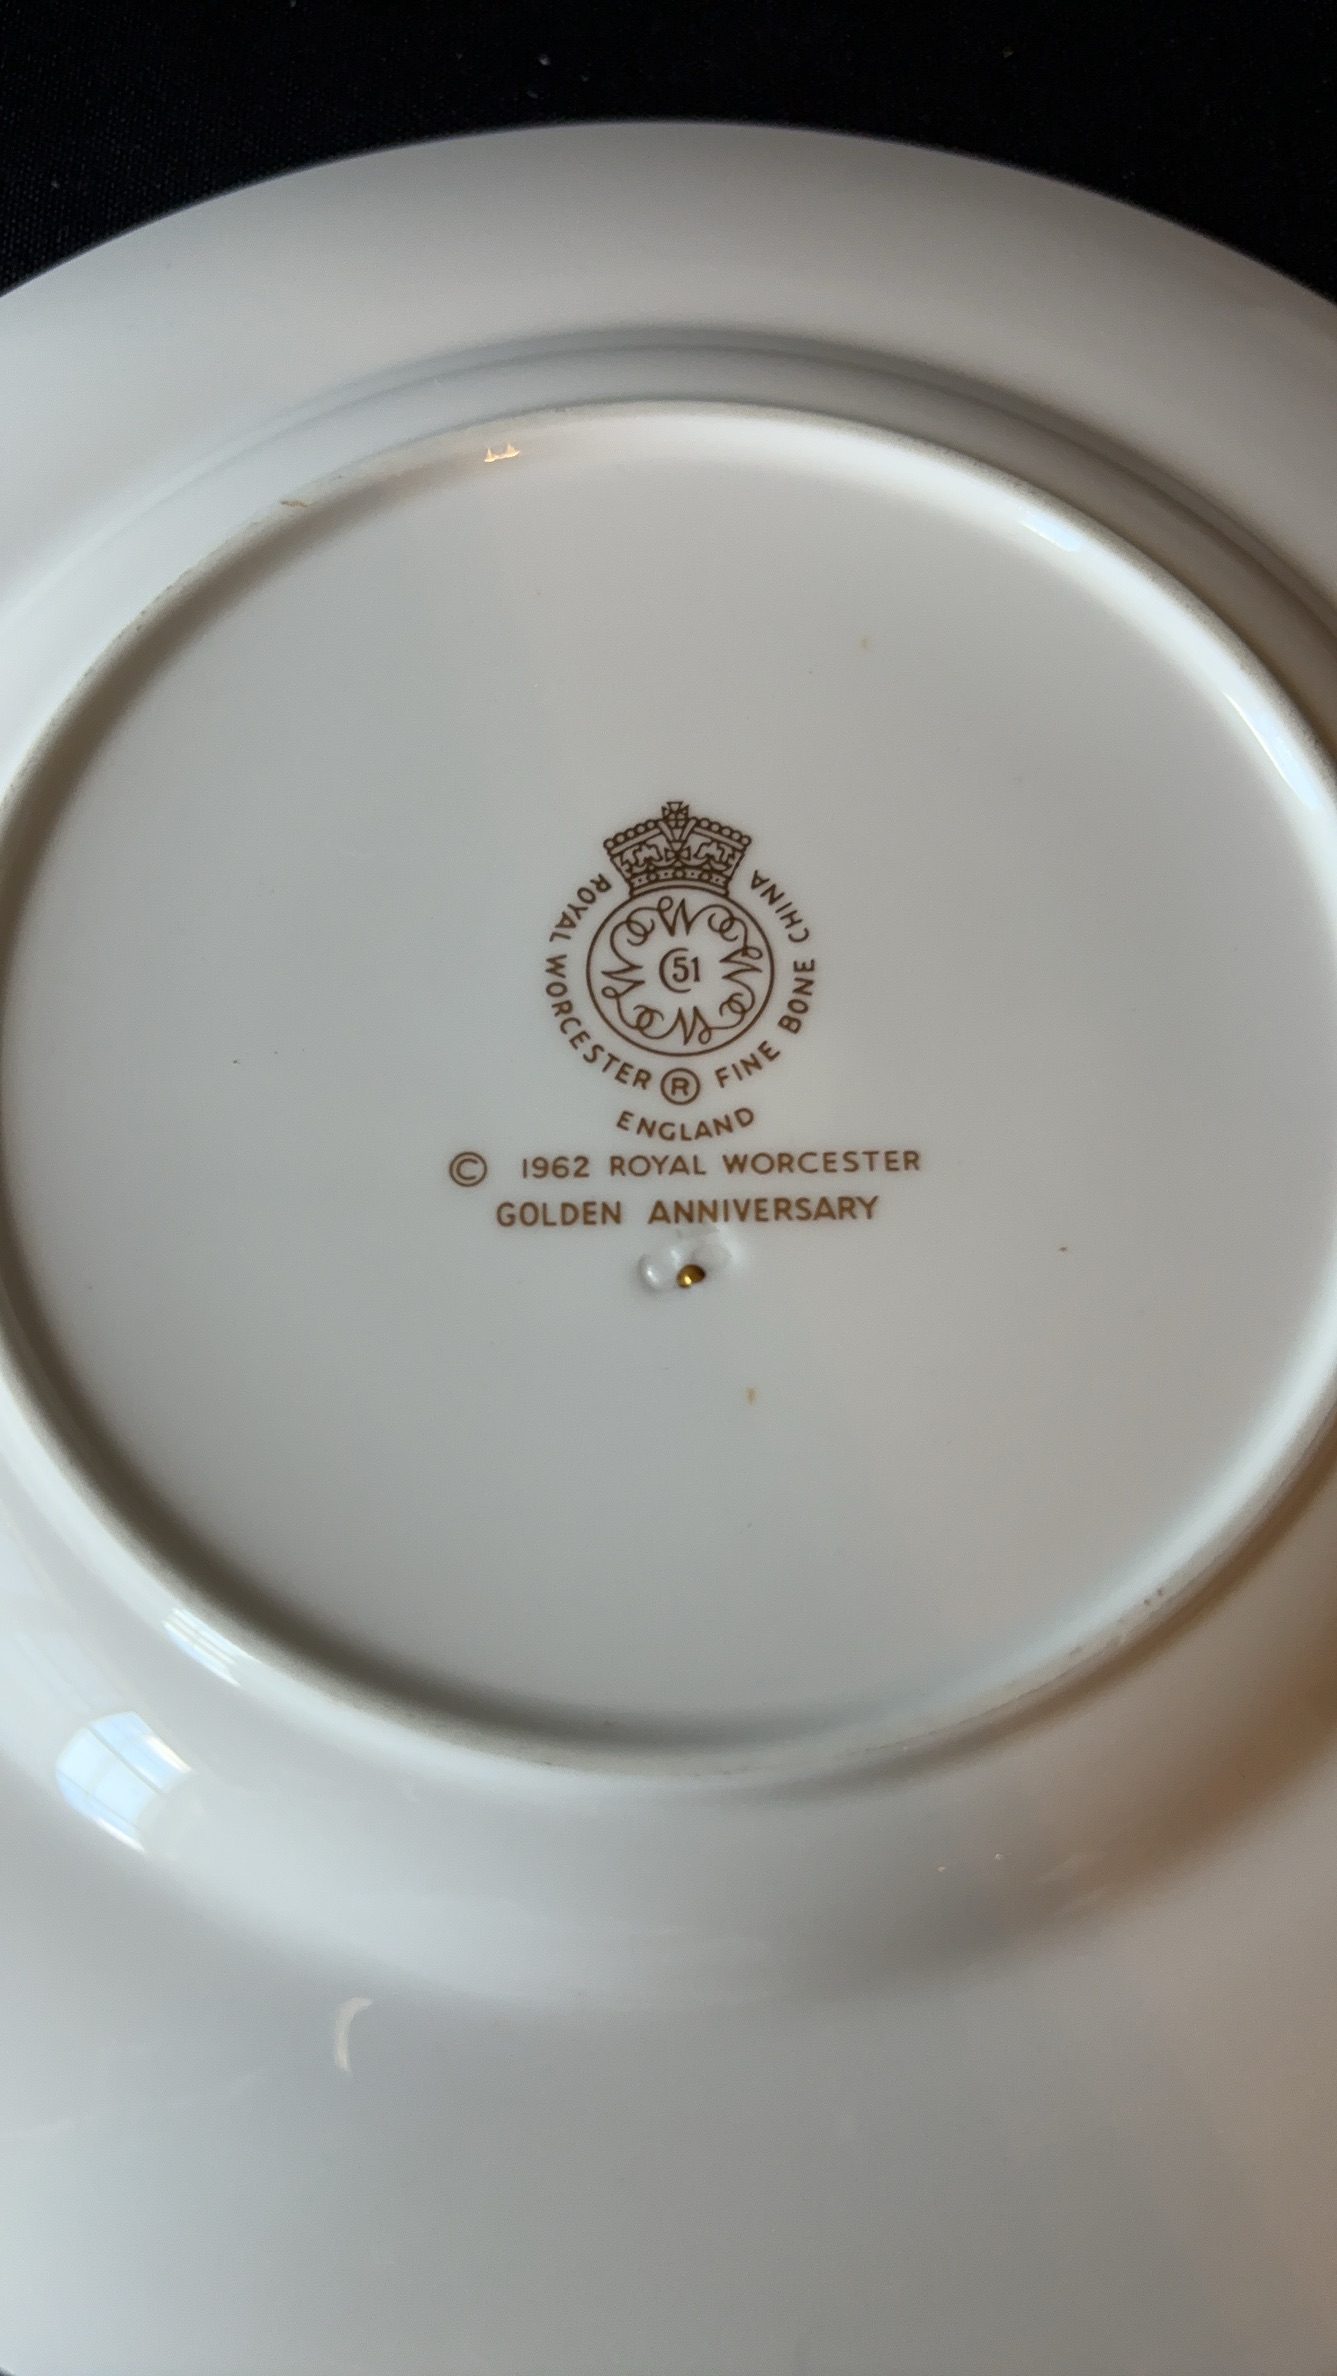 51
ROYAL WORCESTER ® FINE BONE CHINA
ENGLAND
© 1962 ROYAL WORCESTER
GOLDEN ANNIVERSARY